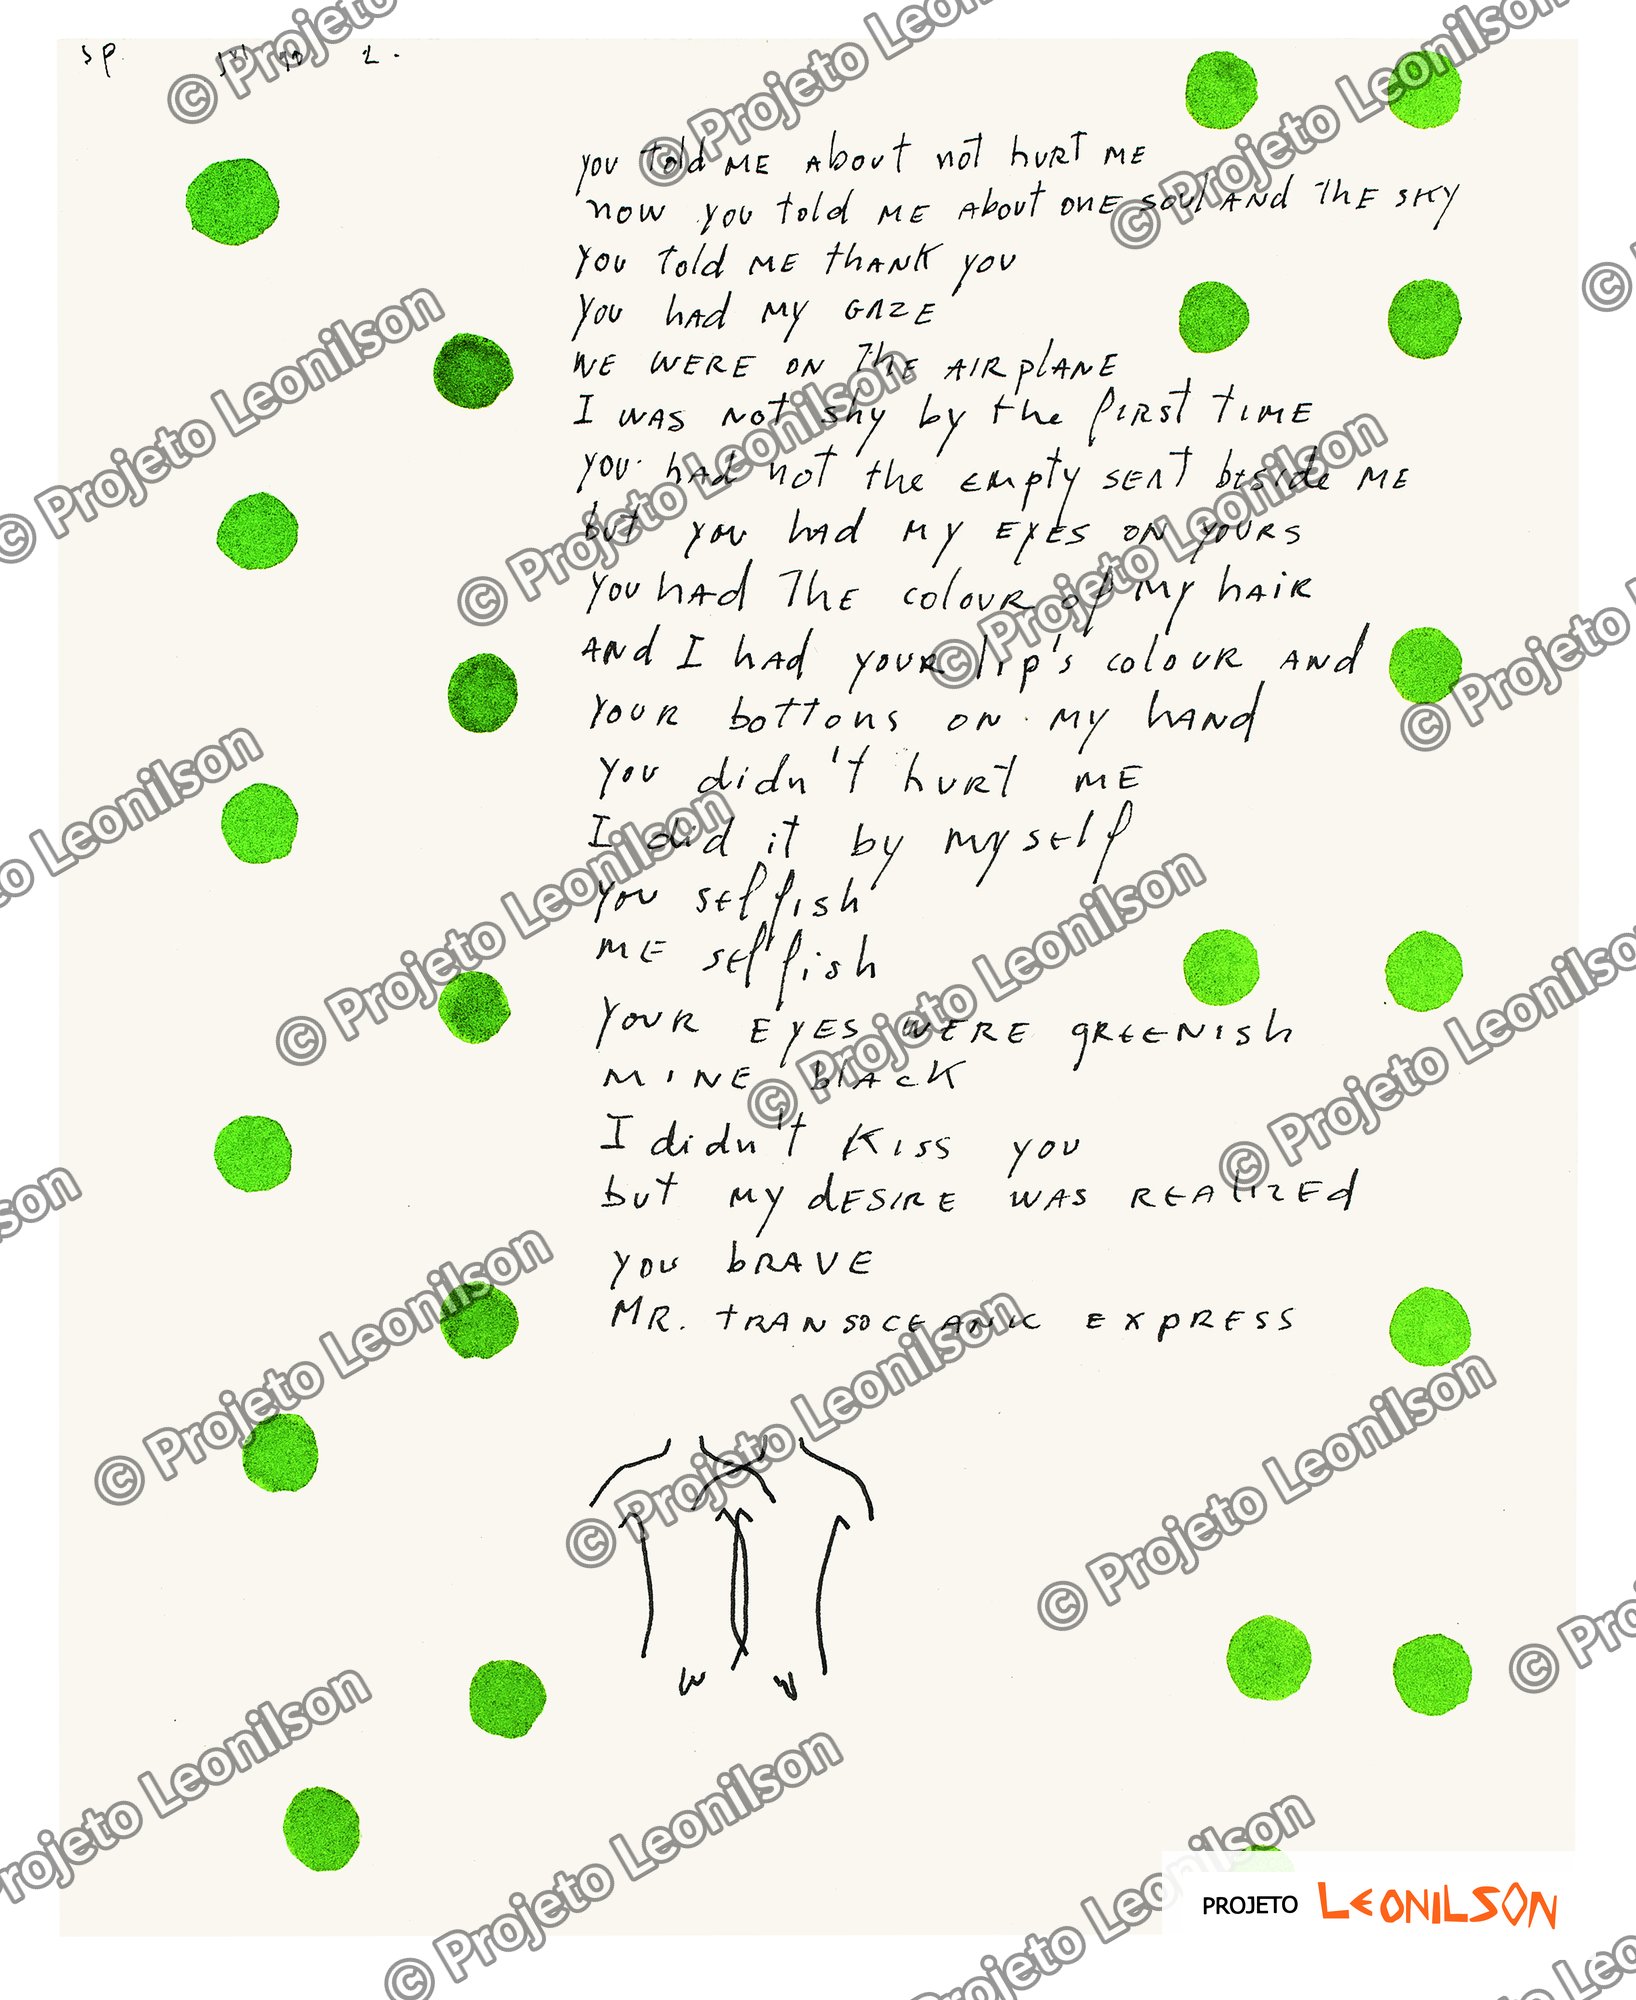 SP. 2.
you told ME About not hURT ME
now you told ME About ONE soul AND ThE SKY
you told ME thANK you
you hAd My GAZE
WE WERE ON ThE AIRplANE
I WAS Not shy by the fIRst TIME
you hAd not the EMpty SEAT bEside ME
but you hAd My EyES ON yOURS
you hAd ThE coloUR of My hAiR
ANd I hAd youR lip's coloUR ANd
YouR bottons on My hANd
you didn't hURt ME
I did it by MysElf
you sElfish
ME sElfish
youR EyES WERE gREENISh
MINE blAcK
I didn't KISS you
but My dESIRE WAS REAlIZEd
you bRAVE
MR. tRANSOCEANIC EXpRESS
PROJETO LEONILSON
© Projeto Leonilson